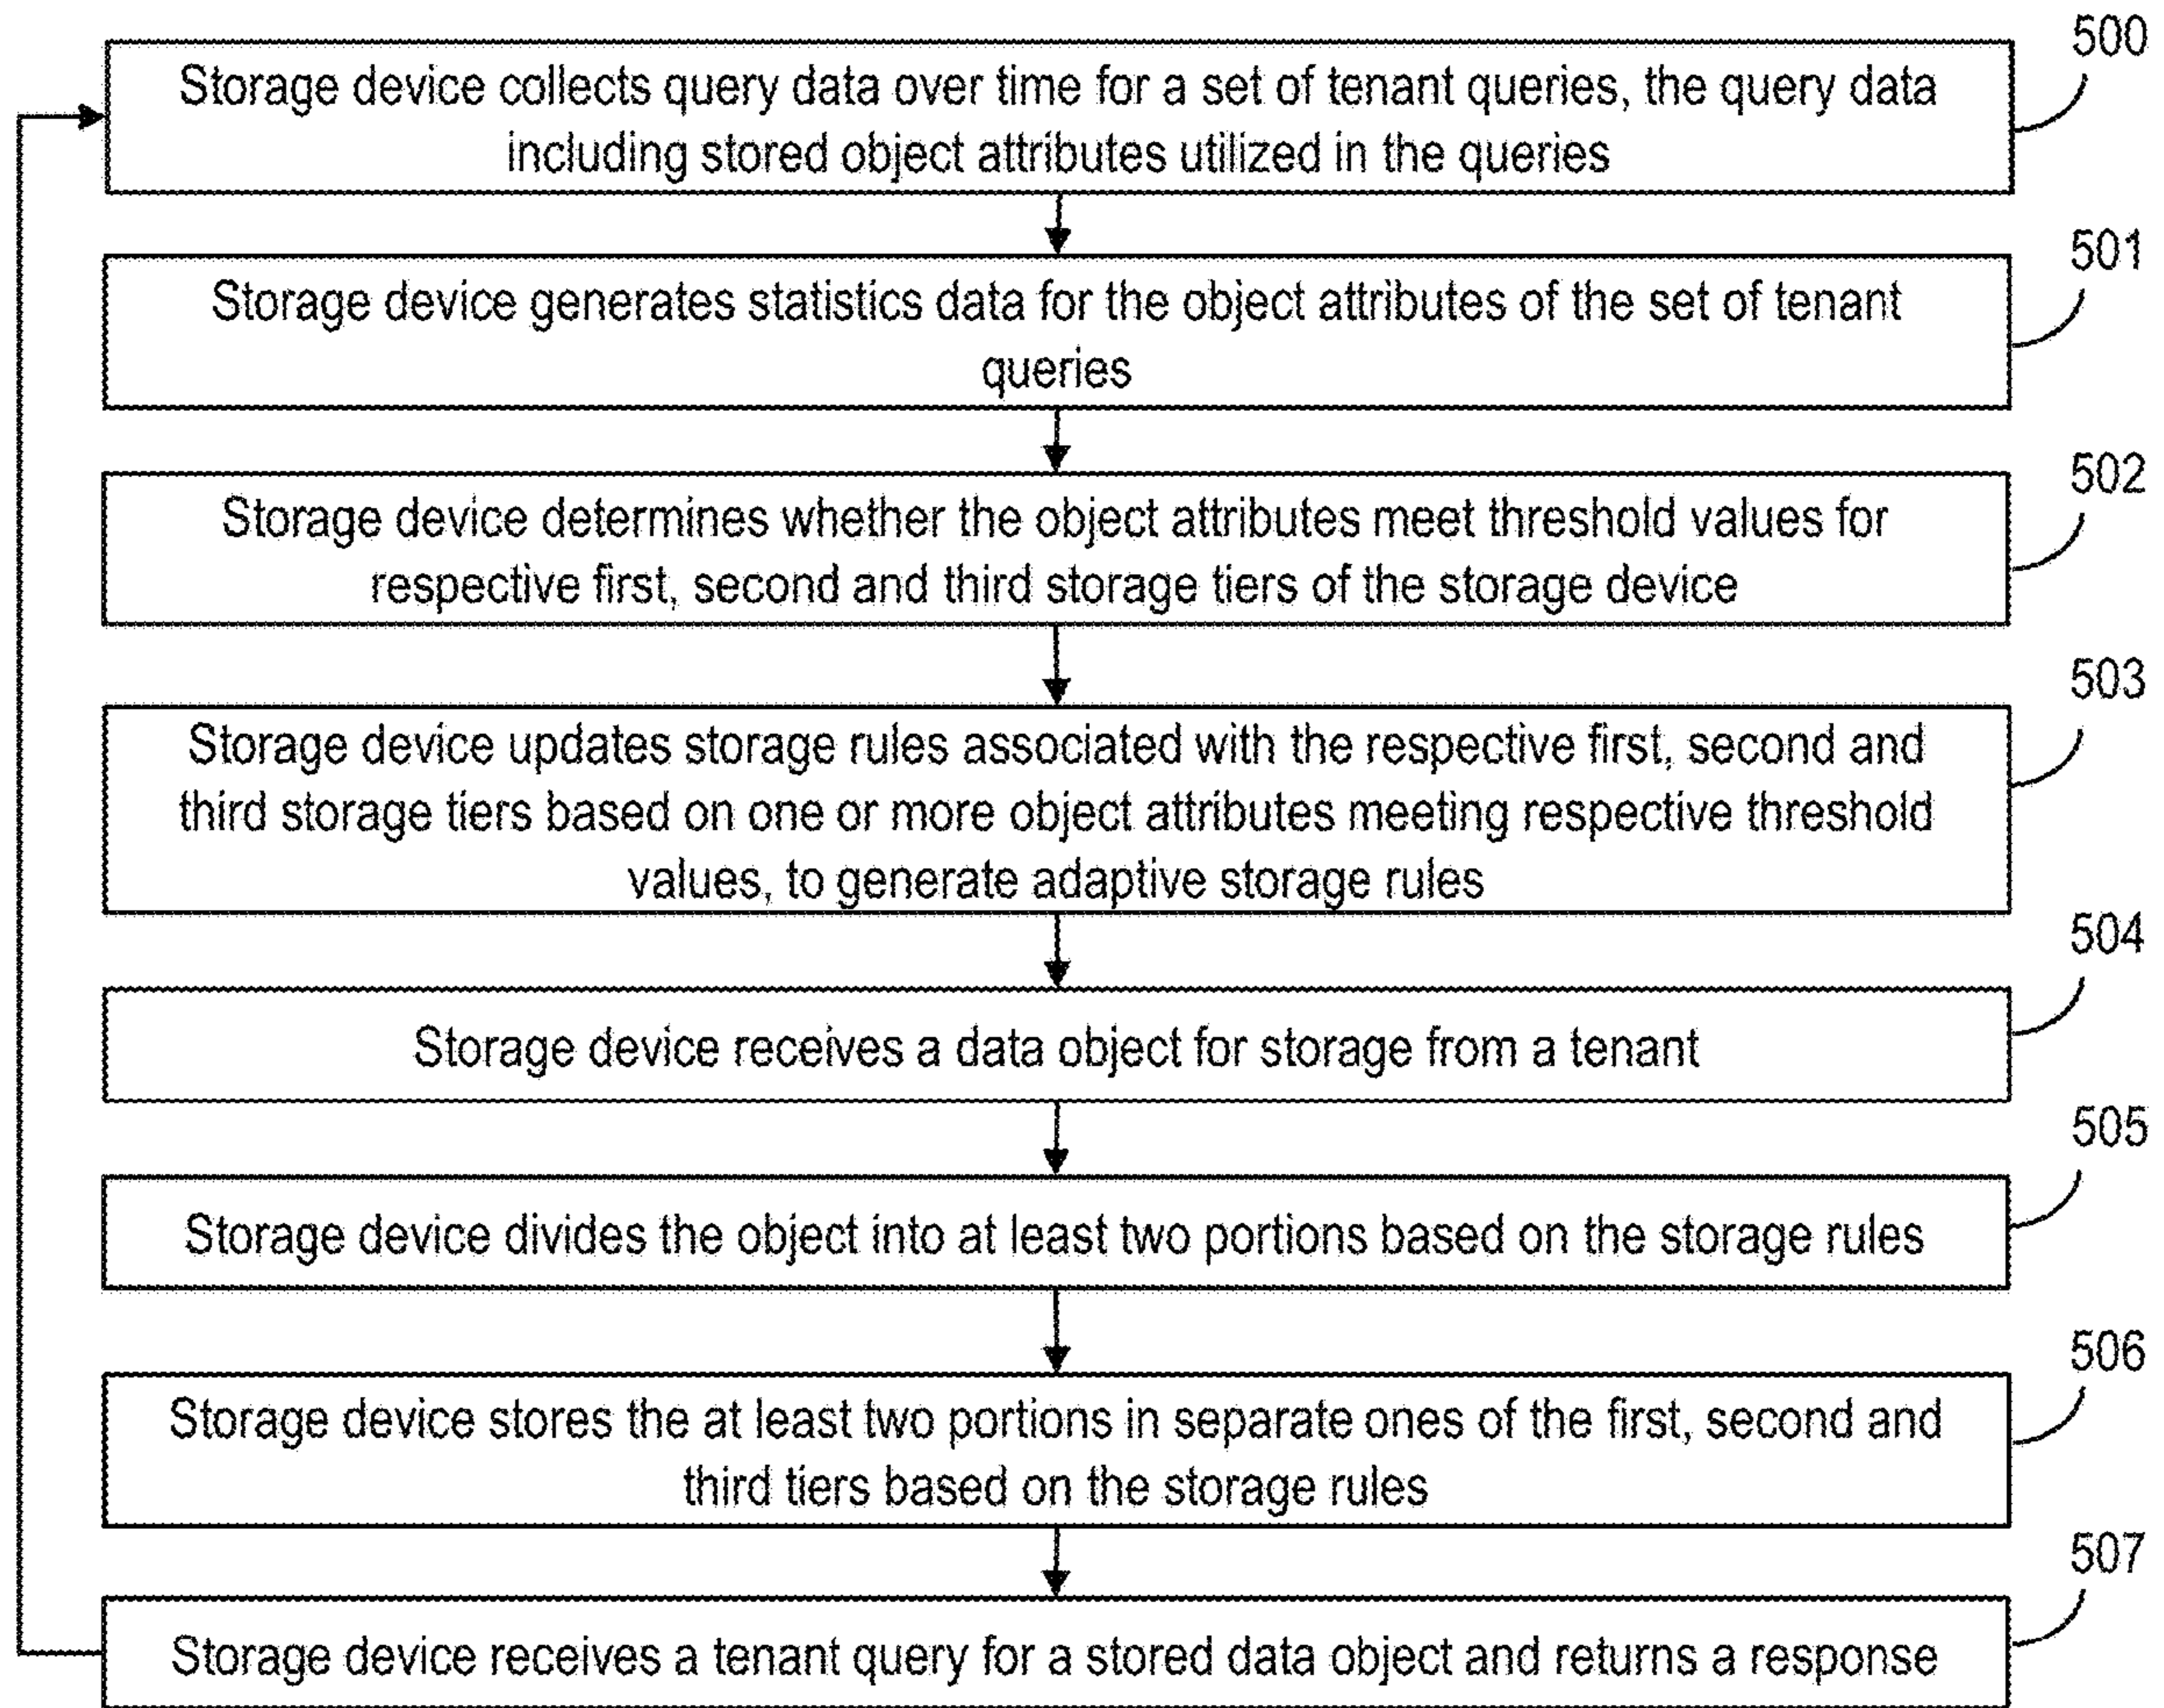 500
Storage device collects query data over time for a set of tenant queries, the query data
including stored object attributes utilized in the queries
501
Storage device generates statistics data for the object attributes of the set of tenant
queries
502
Storage device determines whether the object attributes meet threshold values for
respective first, second and third storage tiers of the storage device
503
Storage device updates storage rules associated with the respective first, second and
third storage tiers based on one or more object attributes meeting respective threshold
values, to generate adaptive storage rules
504
Storage device receives a data object for storage from a tenant
505
Storage device divides the object into at least two portions based on the storage rules
506
Storage device stores the at least two portions in separate ones of the first, second and
third tiers based on the storage rules
507
Storage device receives a tenant query for a stored data object and returns a response